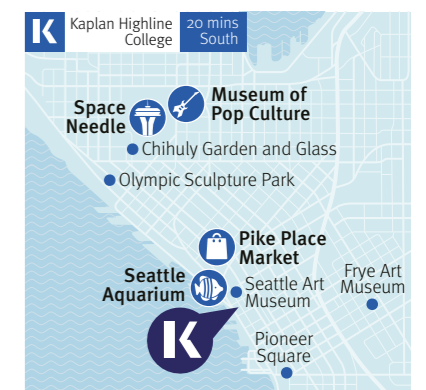 K Kaplan Highline 20 mins
College South
Museum of
Pop Culture
Space
Needle
Chihuly Garden and Glass
Olympic Sculpture Park
Pike Place
Market
Seattle
Aquarium
Seattle Art
Museum
Frye Art
Museum
K
Pioneer
Square